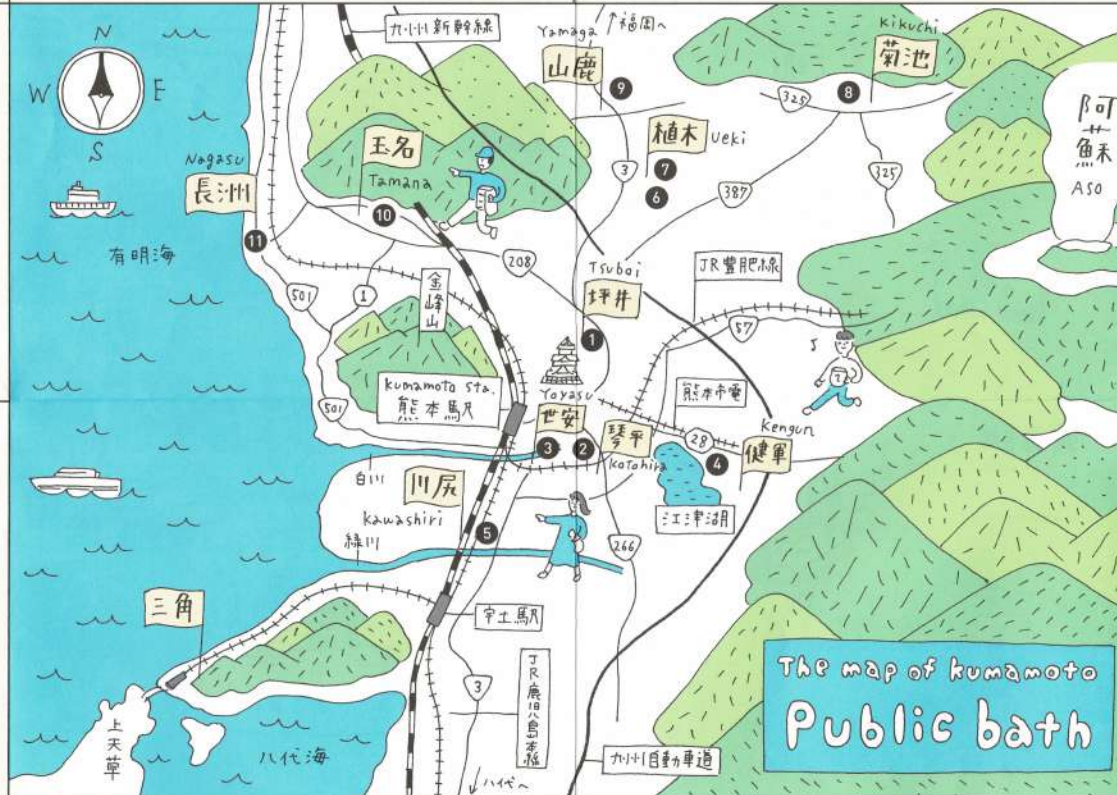 N
W
E
S
九州新幹線
Yamaga
↑福岡へ
山鹿
9
Kikuchi
菊池
8
325
325
阿蘇
ASO
玉名
Tamana
10
植木
Ueki
7
6
3
387
Nagasu
長洲
11
有明海
501
1
208
金峰山
Tsuboi
坪井
1
JR豊肥線
57
501
Kumamoto sta.
熊本駅
Yoyasu
世安
3
2
琴平
Kotohira
熊本市電
28
4
Kengun
健軍
江津湖
白川
川尻
Kawashiri
緑川
5
266
三角
宇土駅
3
JR鹿児島本線
上天草
八代海
↙八代へ
九州自動車道
The map of kumamoto
Public bath